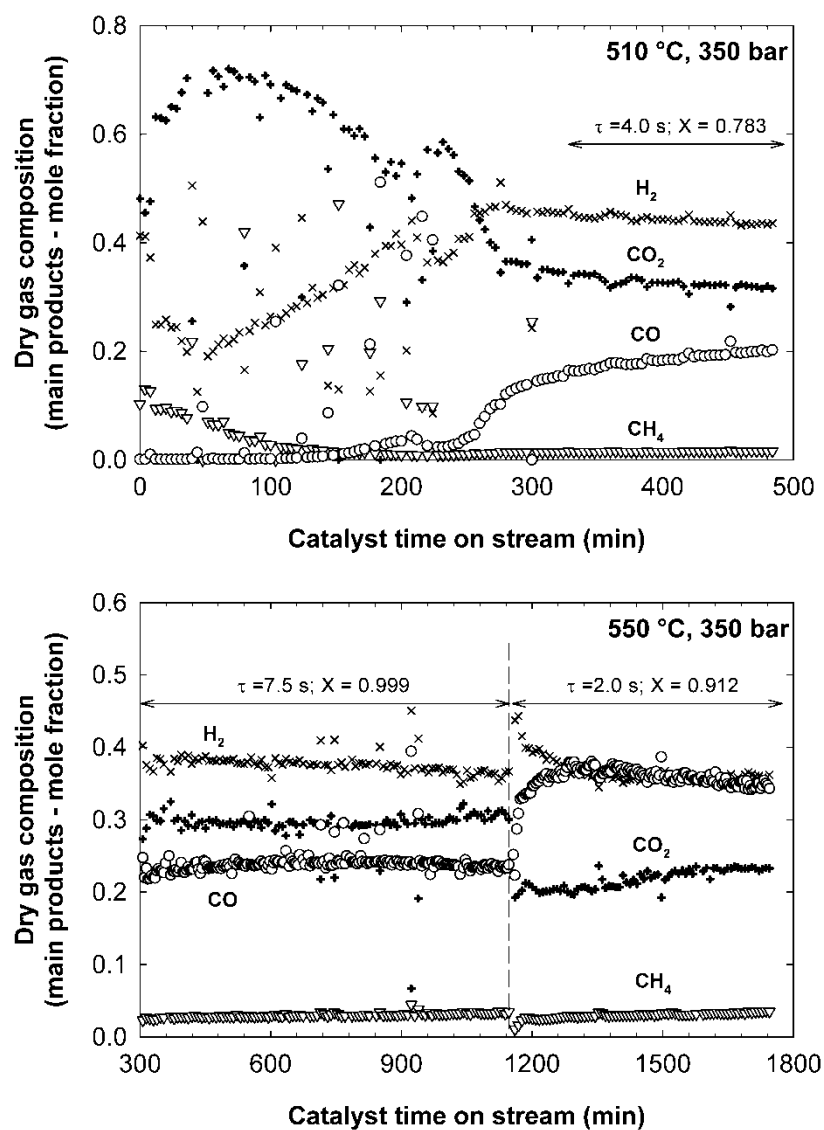 0.8
510 °C, 350 bar
τ =4.0 s; X = 0.783
0.6
H2
0.4
CO2
CO
0.2
CH4
0.0
0 100 200 300 400 500
Dry gas composition
(main products - mole fraction)
Catalyst time on stream (min)
0.6
550 °C, 350 bar
τ =7.5 s; X = 0.999 τ =2.0 s; X = 0.912
0.5
H2
0.4
0.3
CO2
CO
0.2
CH4
0.1
0.0
300 600 900 1200 1500 1800
Dry gas composition
(main products - mole fraction)
Catalyst time on stream (min)